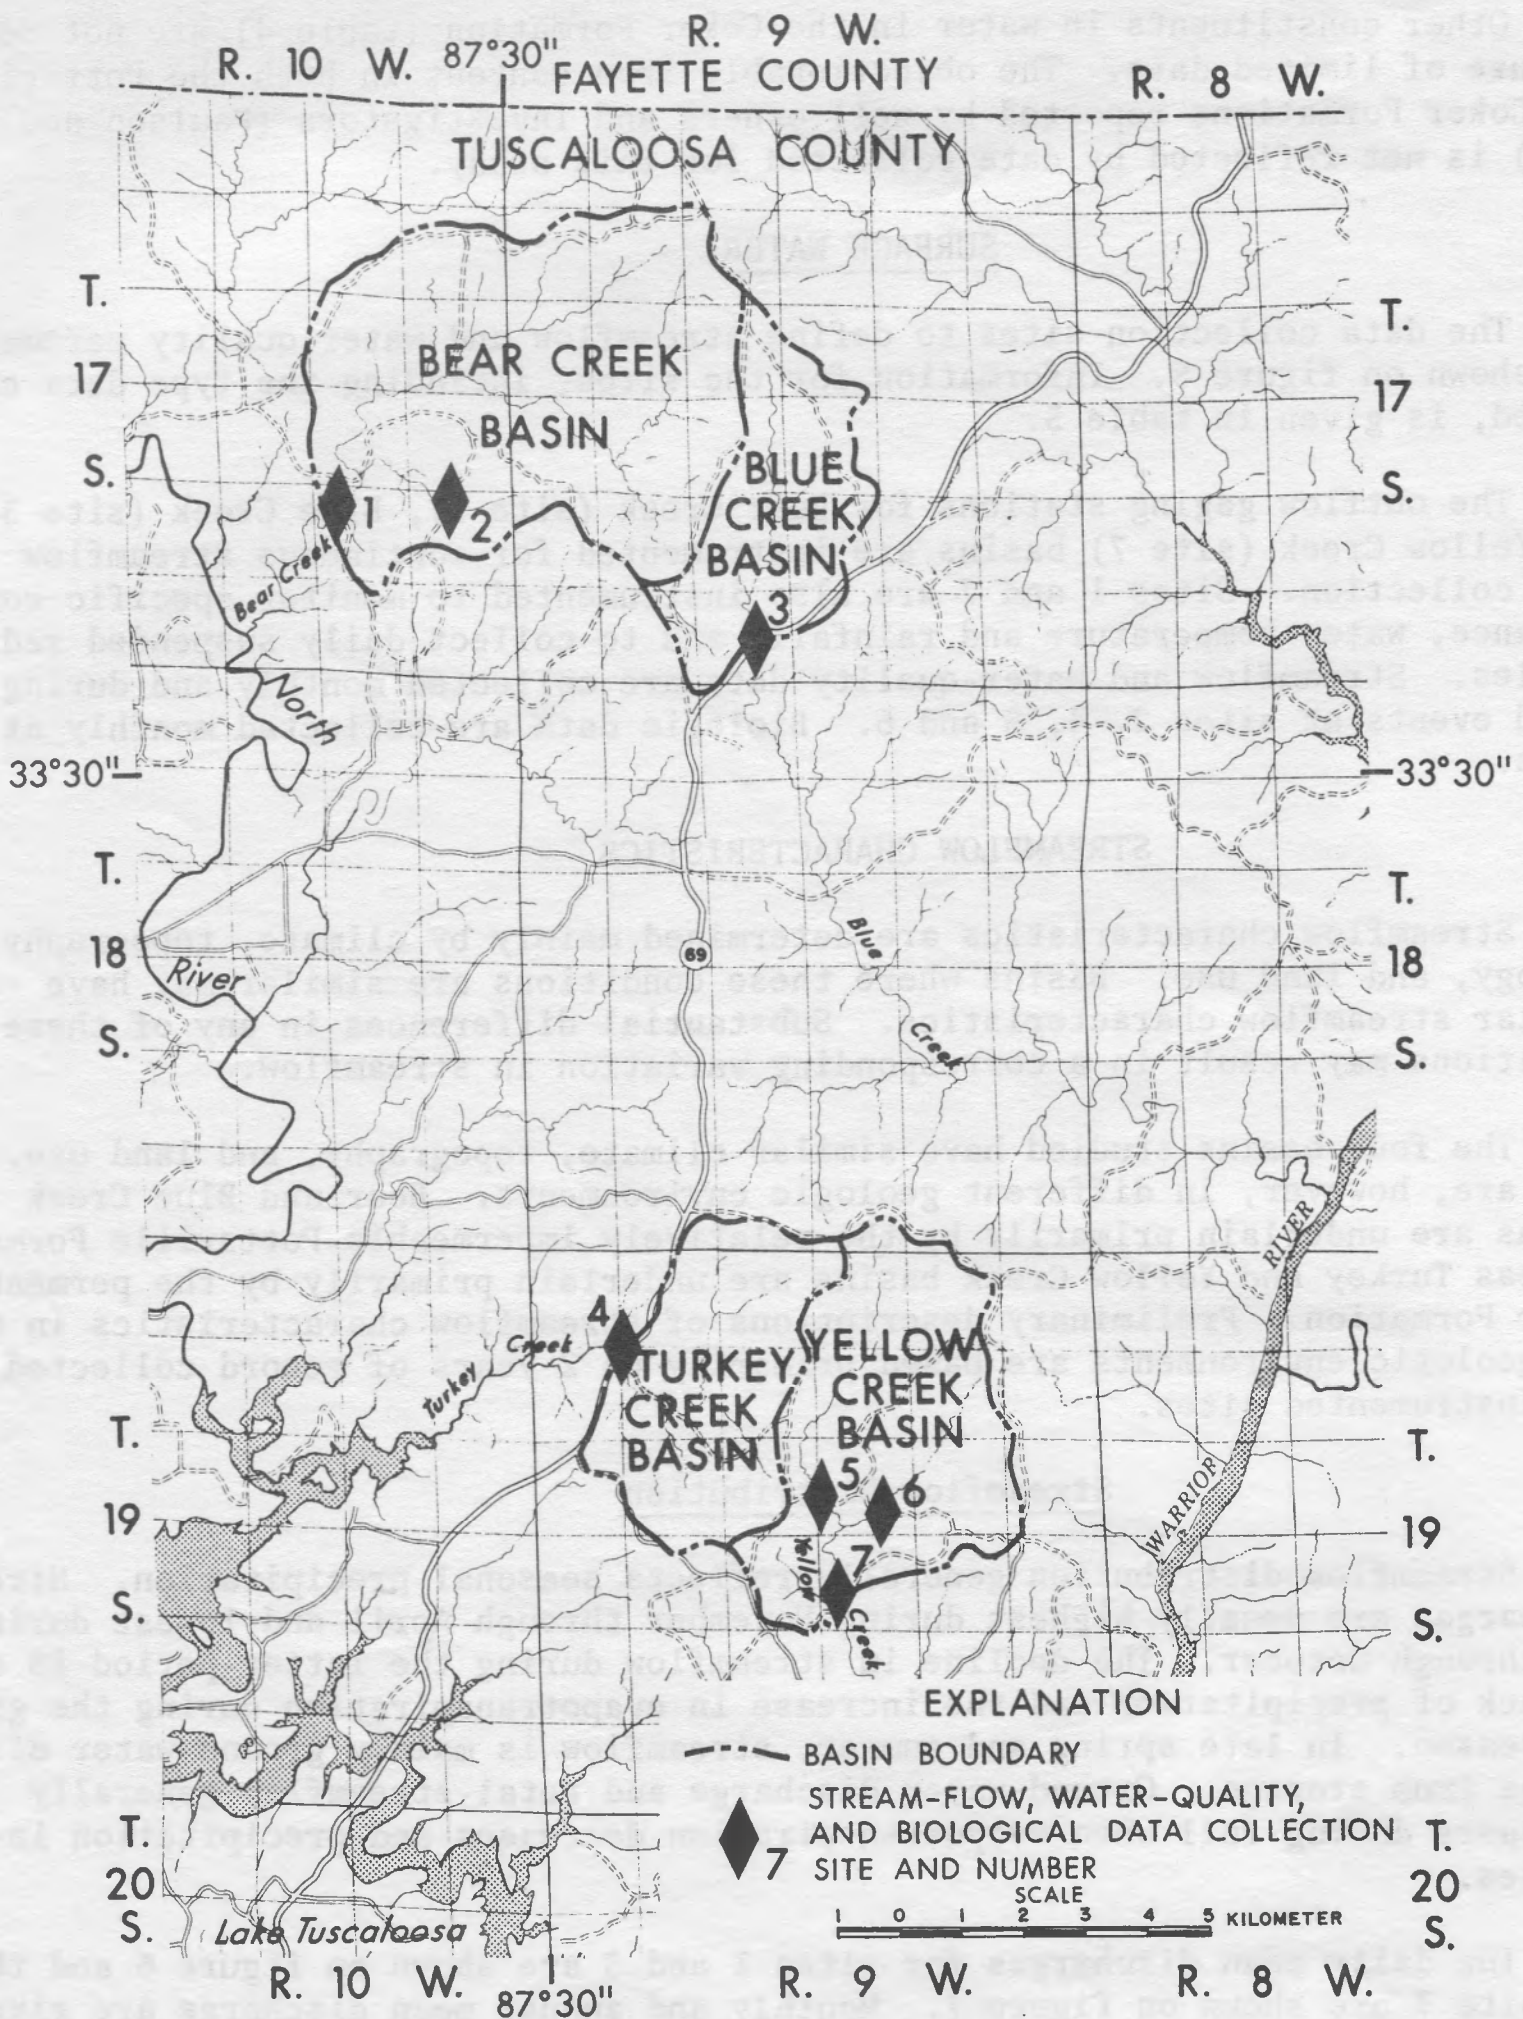 R. 9 W.
R. 10 W. 87°30" FAYETTE COUNTY R. 8 W.
TUSCALOOSA COUNTY
T.
17
S.
T.
17
S.
BEAR CREEK
BASIN
BLUE
CREEK
BASIN
1
2
3
Bear Creek
North
33°30"
33°30"
T.
18
S.
T.
18
S.
River
69
Blue
Creek
RIVER
WARRIOR
4
Turkey Creek
TURKEY
CREEK
BASIN
YELLOW
CREEK
BASIN
5
6
7
Yellow
Creek
T.
19
S.
T.
19
S.
EXPLANATION
BASIN BOUNDARY
STREAM-FLOW, WATER-QUALITY,
AND BIOLOGICAL DATA COLLECTION
7 SITE AND NUMBER
SCALE
1 0 1 2 3 4 5 KILOMETER
T.
20
S.
T.
20
S.
Lake Tuscaloosa
R. 10 W. 87°30" R. 9 W. R. 8 W.